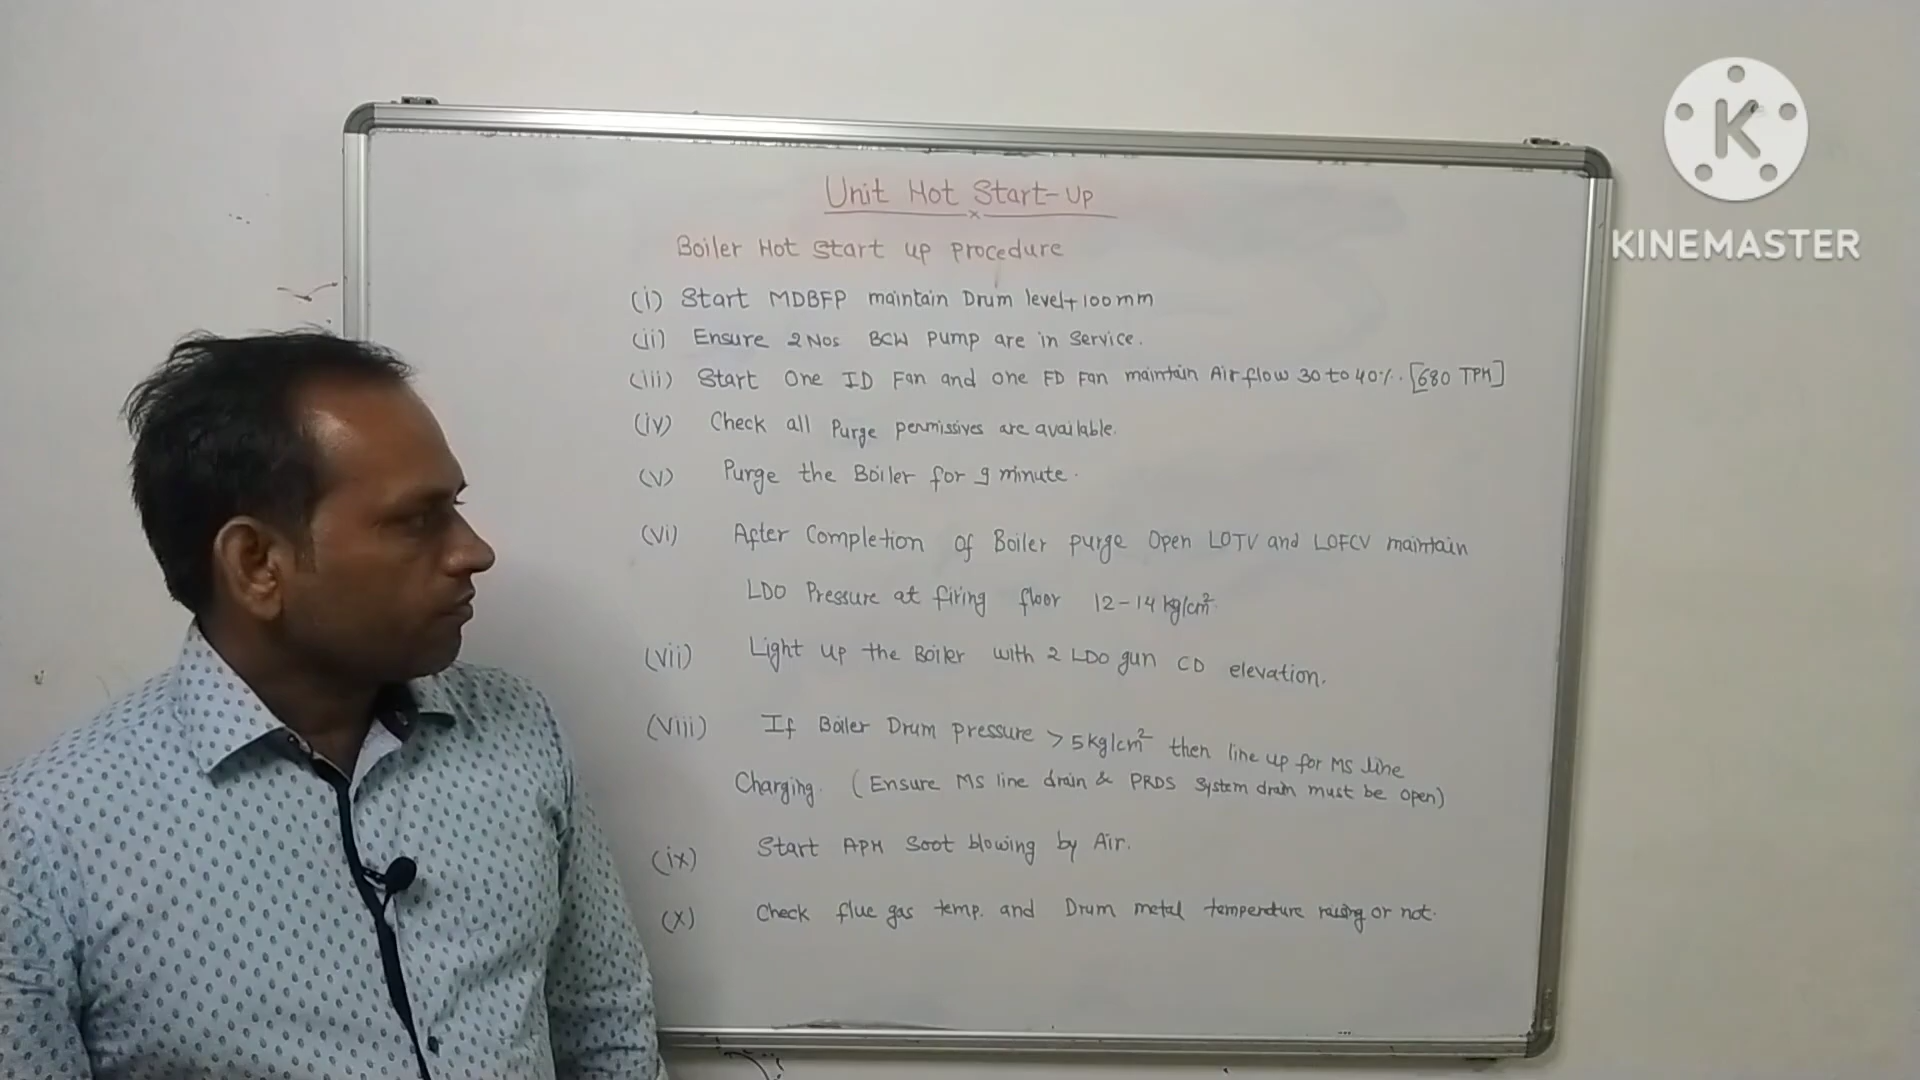 Unit Hot Start-Up
Boiler Hot Start up procedure
(i) Start MDBFP maintain Drum level+100mm
(ii) Ensure 2Nos BCW pump are in Service.
(iii) Start One ID Fan and one FD Fan maintain Air flow 30 to 40%. [680 TPH]
(iv) Check all Purge permissives are available.
(v) Purge the Boiler for 9 minute.
(vi) After Completion of Boiler purge Open LOTV and LOFCV maintain
LDO Pressure at firing floor 12-14 kg/cm²
(vii) Light up the Boiler with 2 LDO gun CD elevation.
(viii) If Boiler Drum pressure > 5kg/cm² then line up for MS line
Charging. (Ensure MS line drain & PRDS System drain must be open)
(ix) Start APH Soot blowing by Air.
(x) Check flue gas temp. and Drum metal temperature raising or not.
K
KINEMASTER